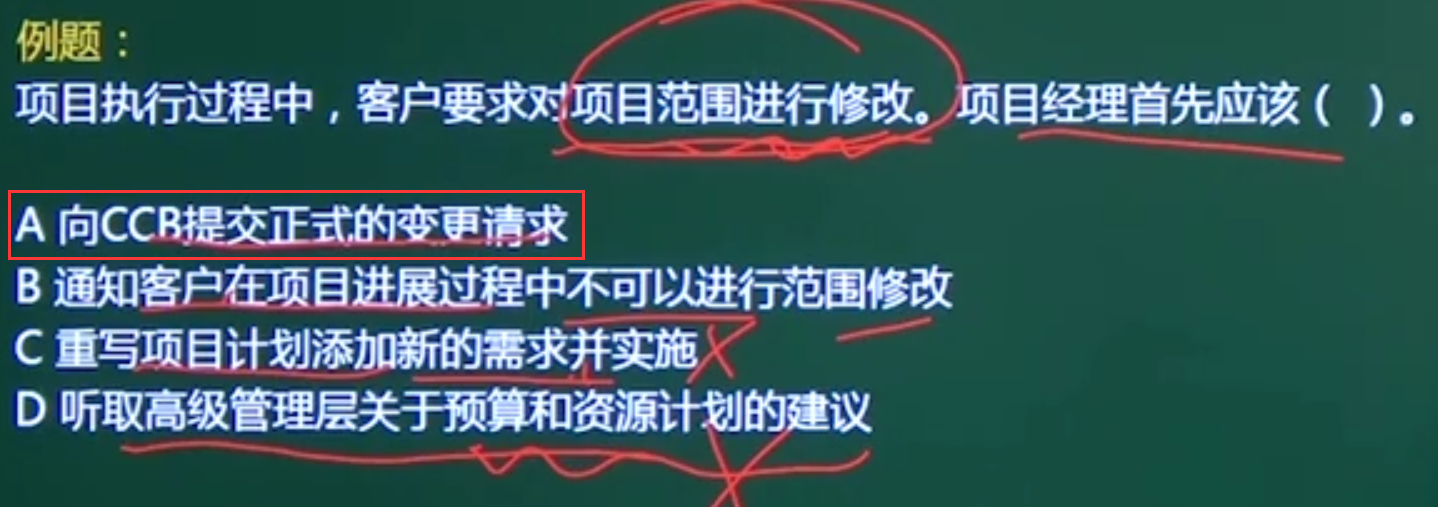 例题：
项目执行过程中，客户要求对项目范围进行修改。项目经理首先应该（ ）。
A 向CCB提交正式的变更请求
B 通知客户在项目进展过程中不可以进行范围修改
C 重写项目计划添加新的需求并实施
D 听取高级管理层关于预算和资源计划的建议